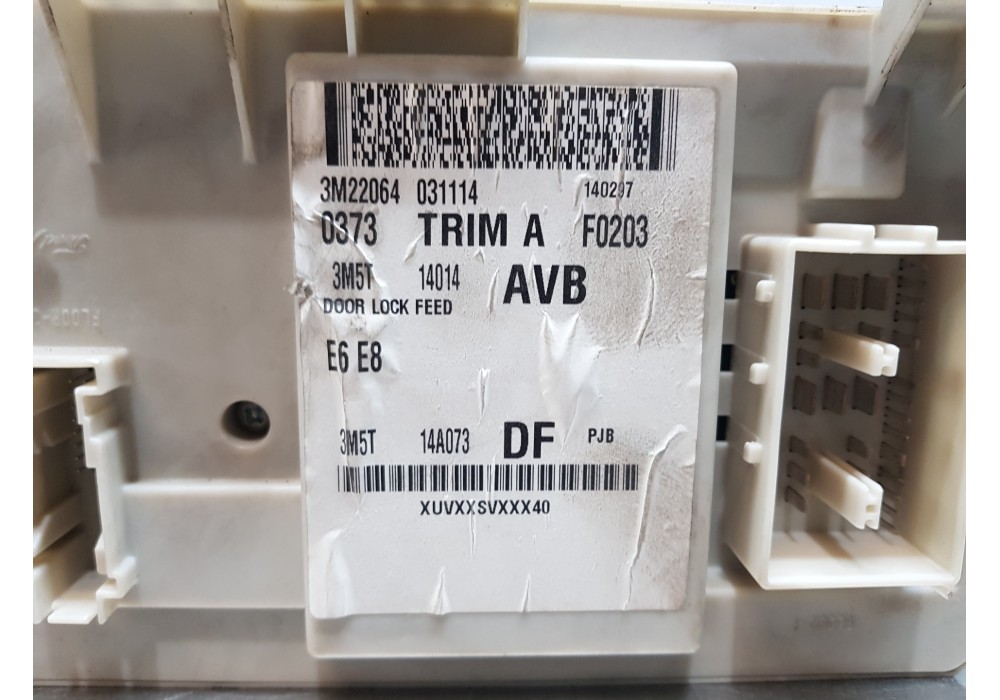 3M22064 031114 140297
0373 TRIM A F0203
3M5T 14014 AVB
DOOR LOCK FEED
E6 E8
3M5T 14A073 DF PJB
XUVXXSVXXX40